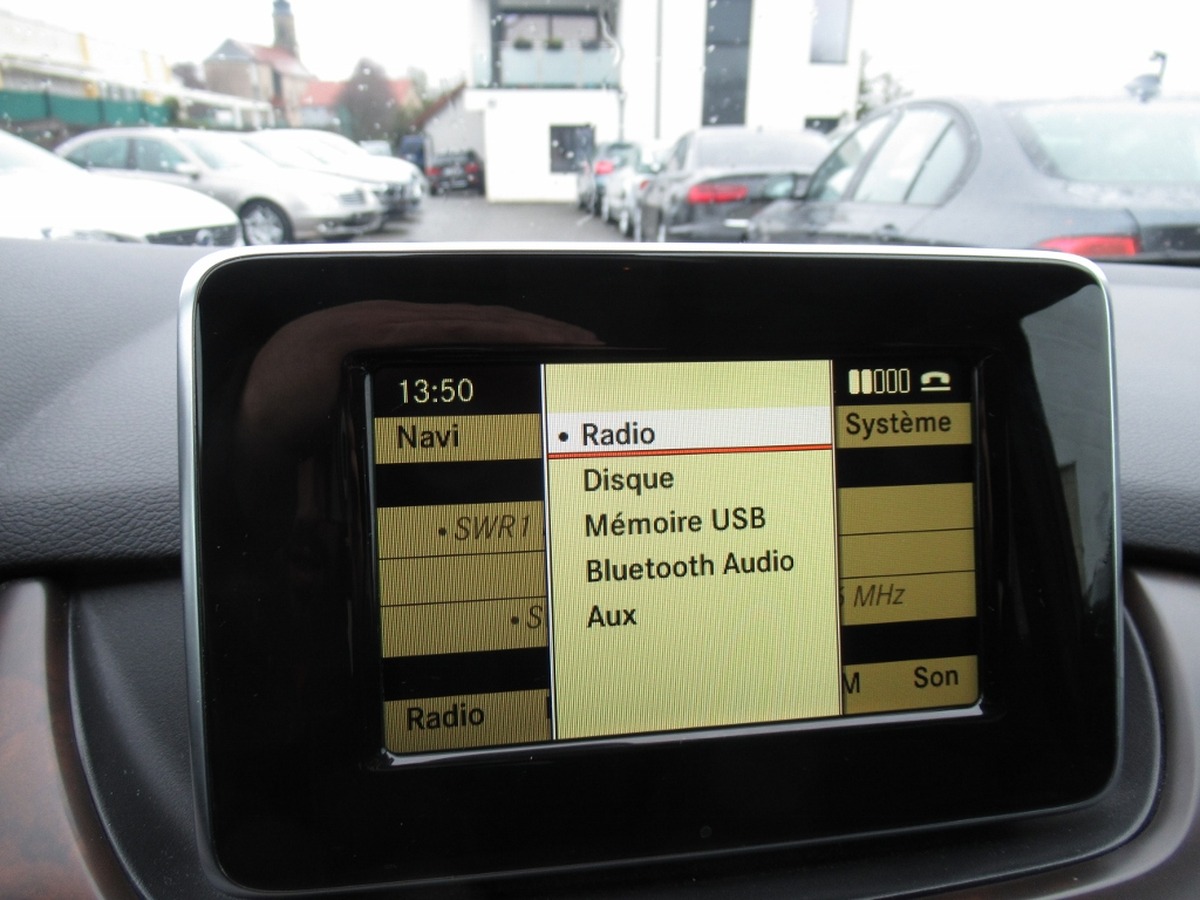 13:50
Navi
Système
• Radio
Disque
Mémoire USB
Bluetooth Audio
Aux
• SWR1
• S
MHz
Radio
M
Son